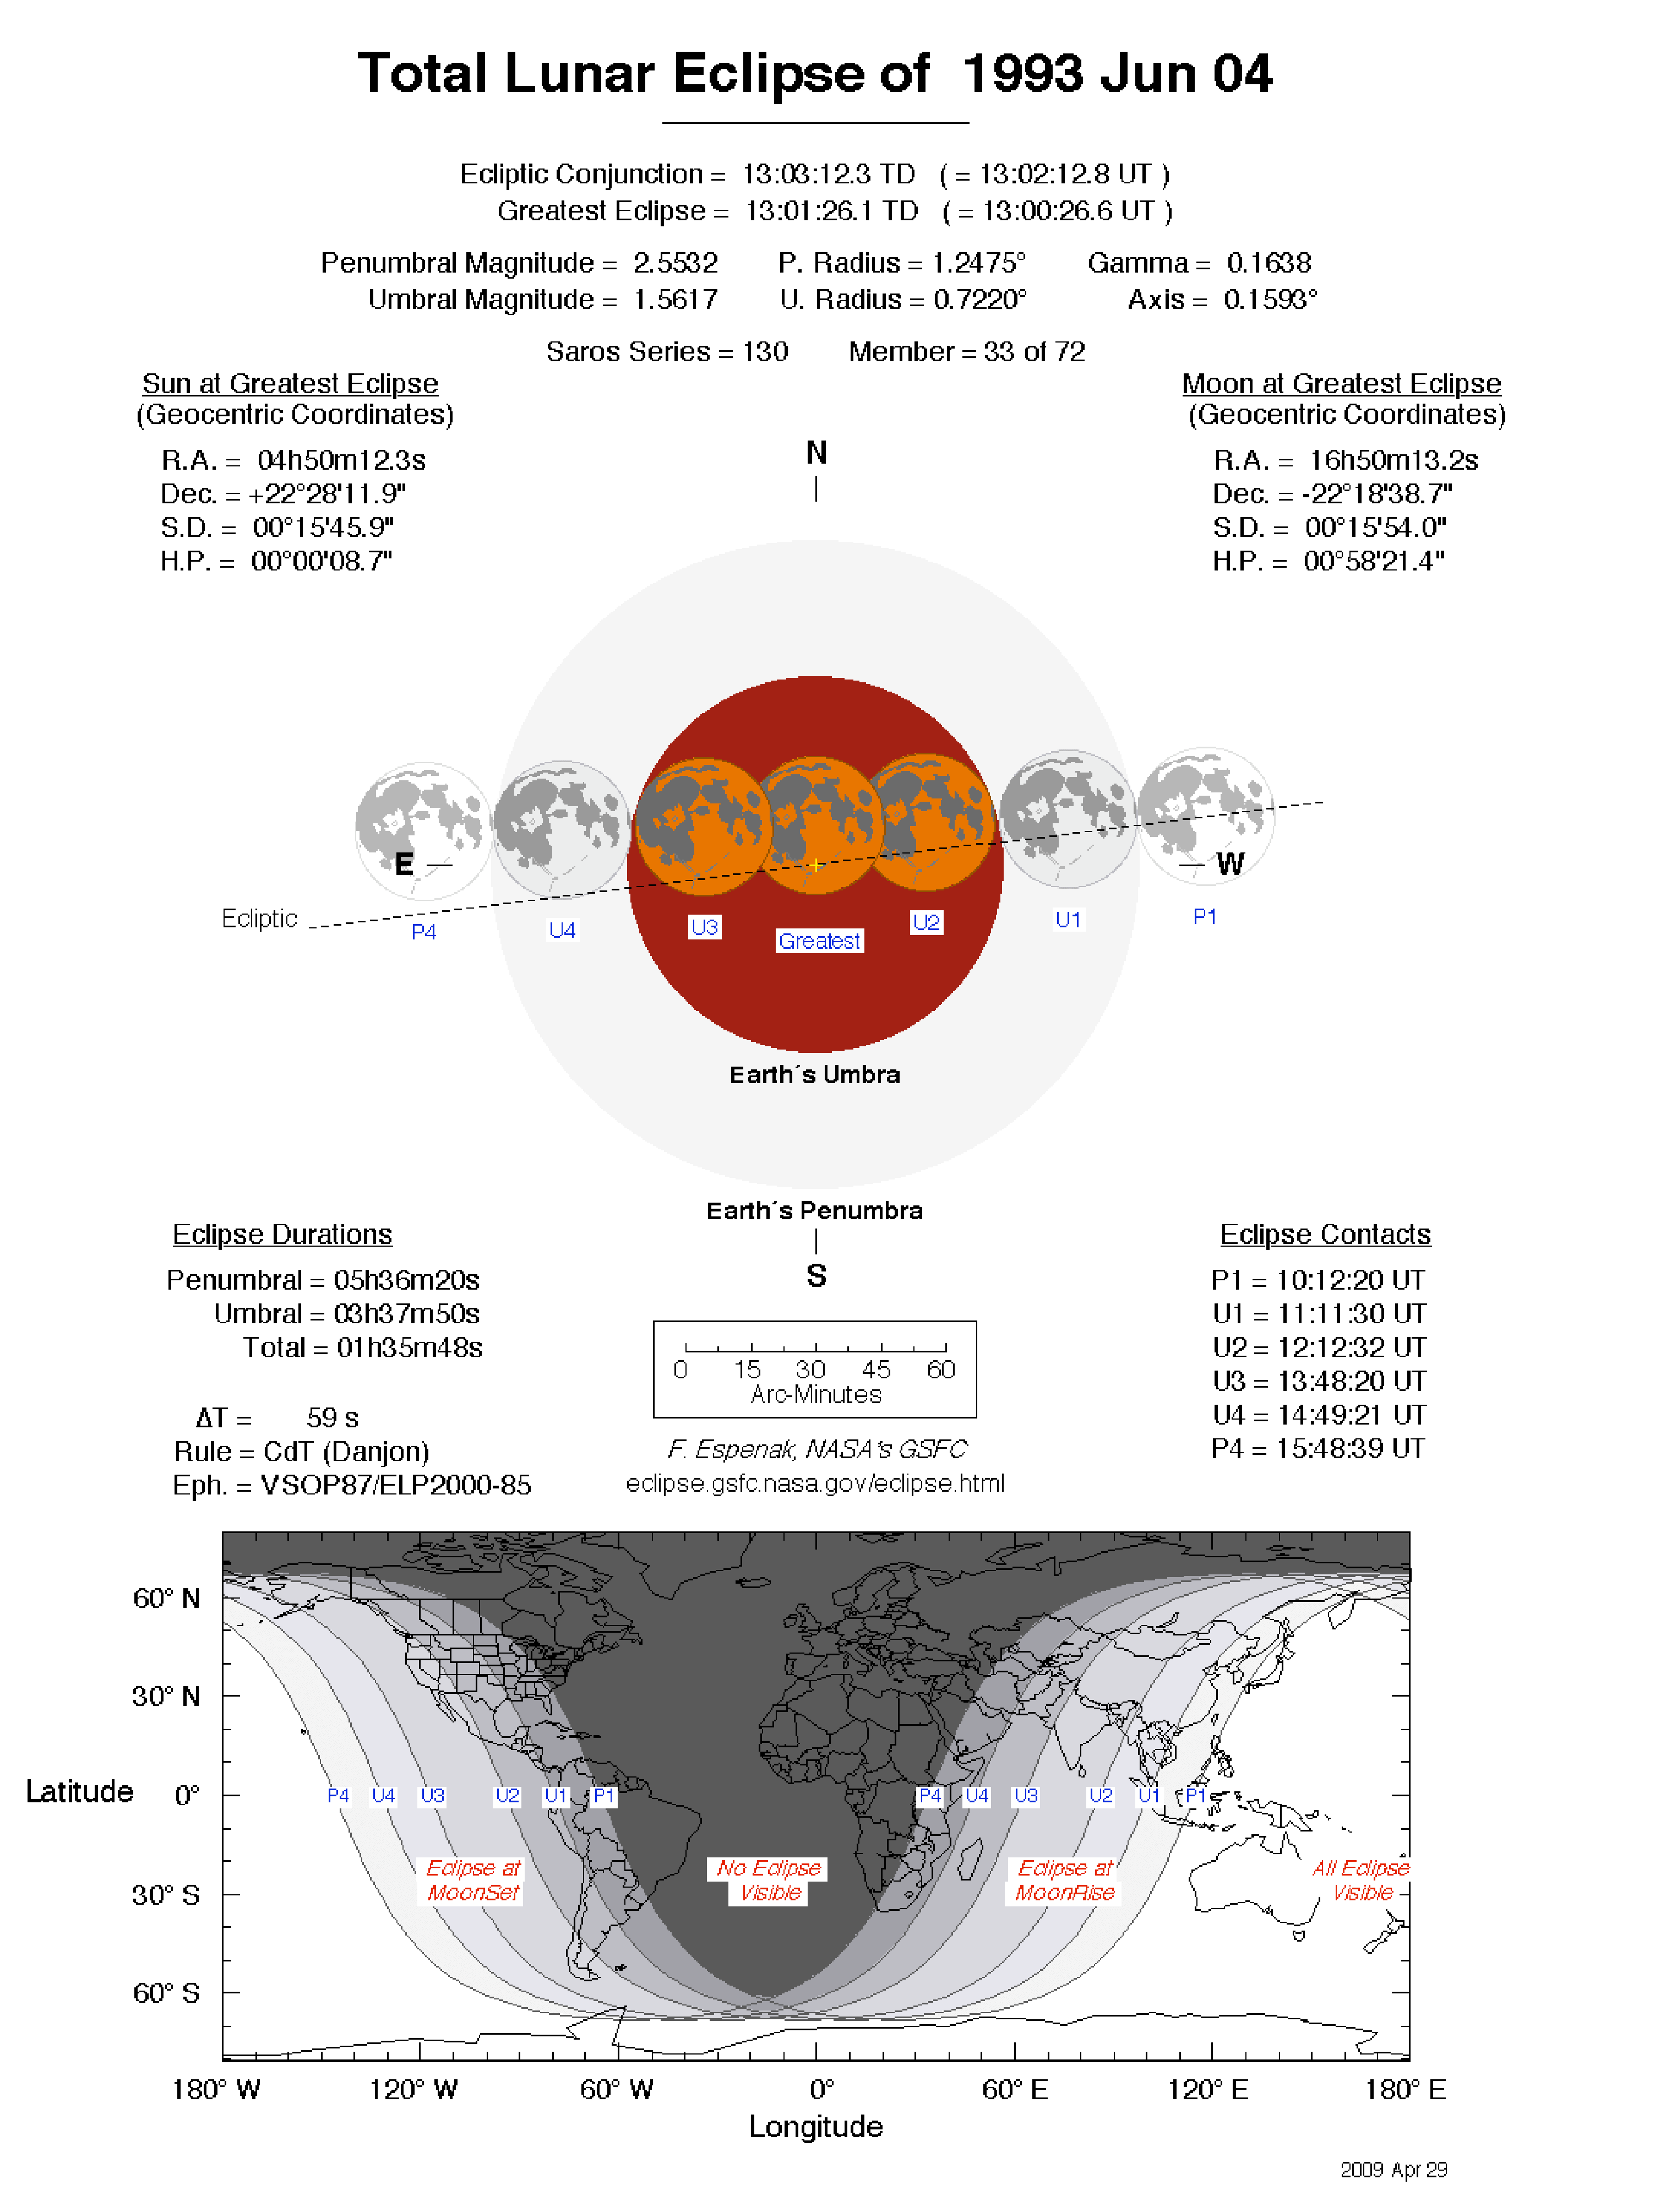 Total Lunar Eclipse of 1993 Jun 04
Ecliptic Conjunction = 13:03:12.3 TD ( = 13:02:12.8 UT )
Greatest Eclipse = 13:01:26.1 TD ( = 13:00:26.6 UT )
Penumbral Magnitude = 2.5532 P. Radius = 1.2475° Gamma = 0.1638
Umbral Magnitude = 1.5617 U. Radius = 0.7220° Axis = 0.1593°
Saros Series = 130 Member = 33 of 72
Sun at Greatest Eclipse
(Geocentric Coordinates)
R.A. = 04h50m12.3s
Dec. = +22°28'11.9"
S.D. = 00°15'45.9"
H.P. = 00°00'08.7"
Moon at Greatest Eclipse
(Geocentric Coordinates)
R.A. = 16h50m13.2s
Dec. = -22°18'38.7"
S.D. = 00°15'54.0"
H.P. = 00°58'21.4"
N
E
W
Ecliptic
P4
U4
U3
Greatest
U2
U1
P1
Earth´s Umbra
Earth´s Penumbra
S
Eclipse Durations
Penumbral = 05h36m20s
Umbral = 03h37m50s
Total = 01h35m48s
ΔT = 59 s
Rule = CdT (Danjon)
Eph. = VSOP87/ELP2000-85
0 15 30 45 60
Arc-Minutes
F. Espenak, NASA's GSFC
eclipse.gsfc.nasa.gov/eclipse.html
Eclipse Contacts
P1 = 10:12:20 UT
U1 = 11:11:30 UT
U2 = 12:12:32 UT
U3 = 13:48:20 UT
U4 = 14:49:21 UT
P4 = 15:48:39 UT
60° N
30° N
Latitude 0°
30° S
60° S
P4 U4 U3 U2 U1 P1 P4 U4 U3 U2 U1 P1
Eclipse at
MoonSet
No Eclipse
Visible
Eclipse at
MoonRise
All Eclipse
Visible
180° W 120° W 60° W 0° 60° E 120° E 180° E
Longitude
2009 Apr 29